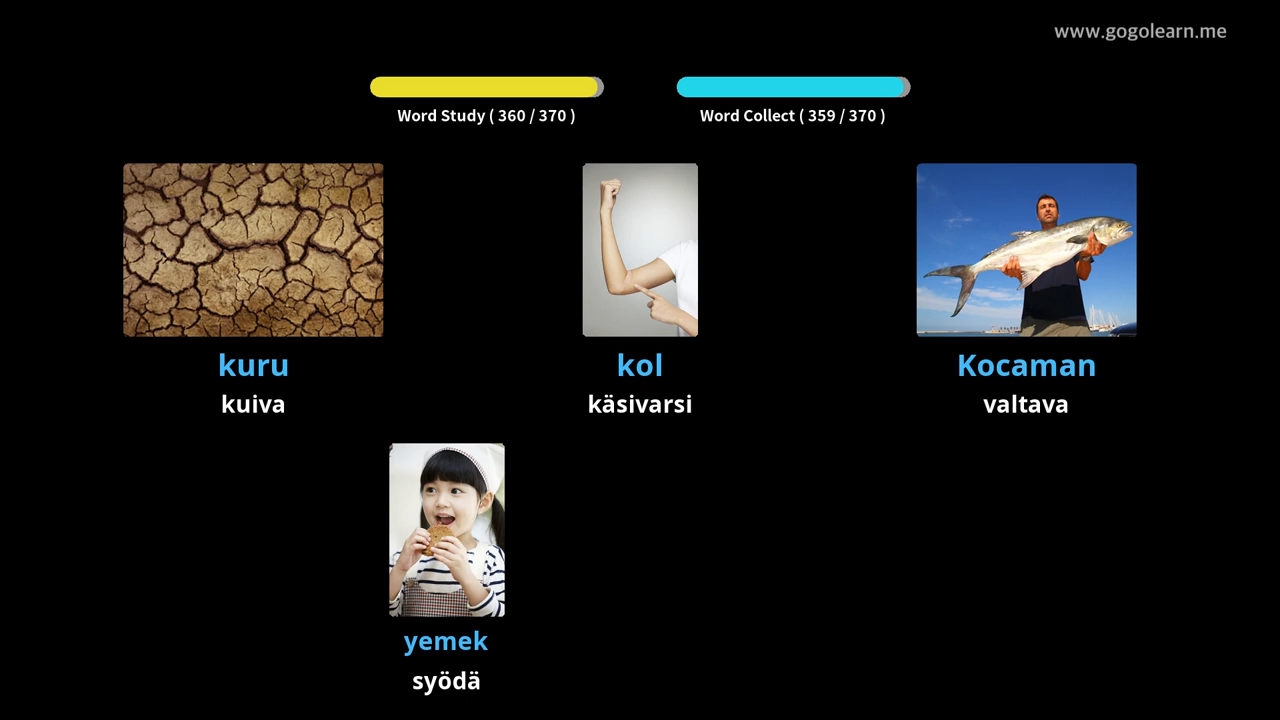 www.gogolearn.me
Word Study ( 360 / 370 )
Word Collect ( 359 / 370 )
kuru
kuiva
kol
käsivarsi
Kocaman
valtava
yemek
syödä